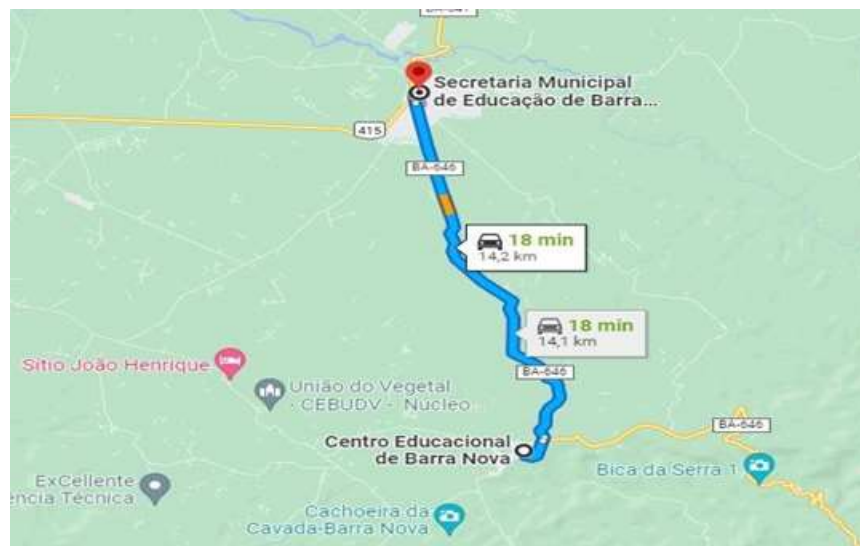 Secretaria Municipal
de Educação de Barra...
415
BA-646
18 min
14,2 km
18 min
14,1 km
Sítio João Henrique
BA-646
União do Vegetal
- CEBUDV - Núcleo...
BA-646
Centro Educacional
de Barra Nova
Bica da Serra 1
ExCellente
encia Técnica
Cachoeira da
Cavada-Barra Nova